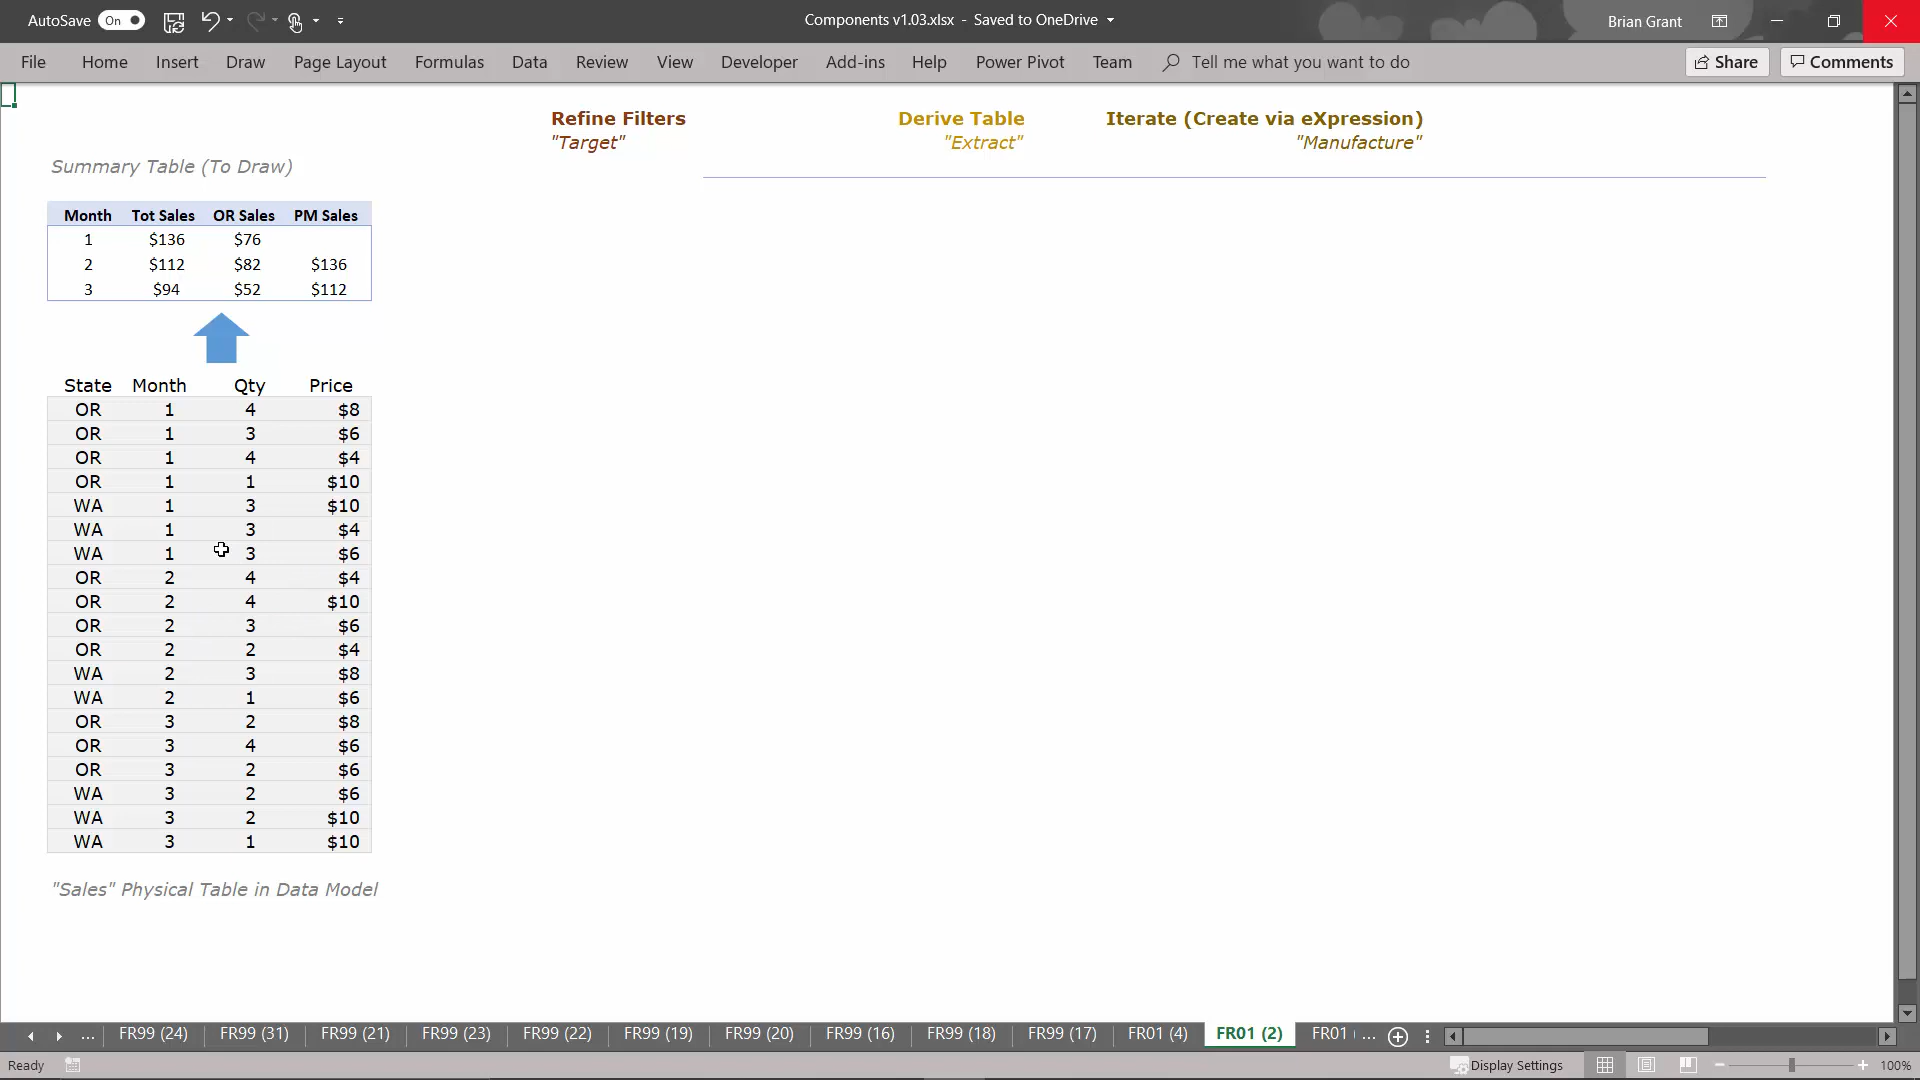 AutoSave On
Components v1.03.xlsx - Saved to OneDrive
Brian Grant
File Home Insert Draw Page Layout Formulas Data Review View Developer Add-ins Help Power Pivot Team Tell me what you want to do Share Comments
Refine Filters Derive Table Iterate (Create via eXpression)
"Target" "Extract" "Manufacture"
Summary Table (To Draw)
Month Tot Sales OR Sales PM Sales
1 $136 $76
2 $112 $82 $136
3 $94 $52 $112
State Month Qty Price
OR 1 4 $8
OR 1 3 $6
OR 1 4 $4
OR 1 1 $10
WA 1 3 $10
WA 1 3 $4
WA 1 3 $6
OR 2 4 $4
OR 2 4 $10
OR 2 3 $6
OR 2 2 $4
WA 2 3 $8
WA 2 1 $6
OR 3 2 $8
OR 3 4 $6
OR 3 2 $6
WA 3 2 $6
WA 3 2 $10
WA 3 1 $10
"Sales" Physical Table in Data Model
... FR99 (24) FR99 (31) FR99 (21) FR99 (23) FR99 (22) FR99 (19) FR99 (20) FR99 (16) FR99 (18) FR99 (17) FR01 (4) FR01 (2) FR01 ( ...
Ready Display Settings 100%